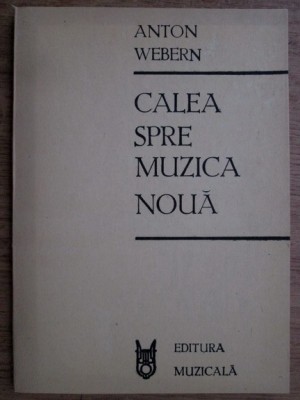 ANTON
WEBERN
CALEA
SPRE
MUZICA
NOUĂ
EDITURA
MUZICALĂ